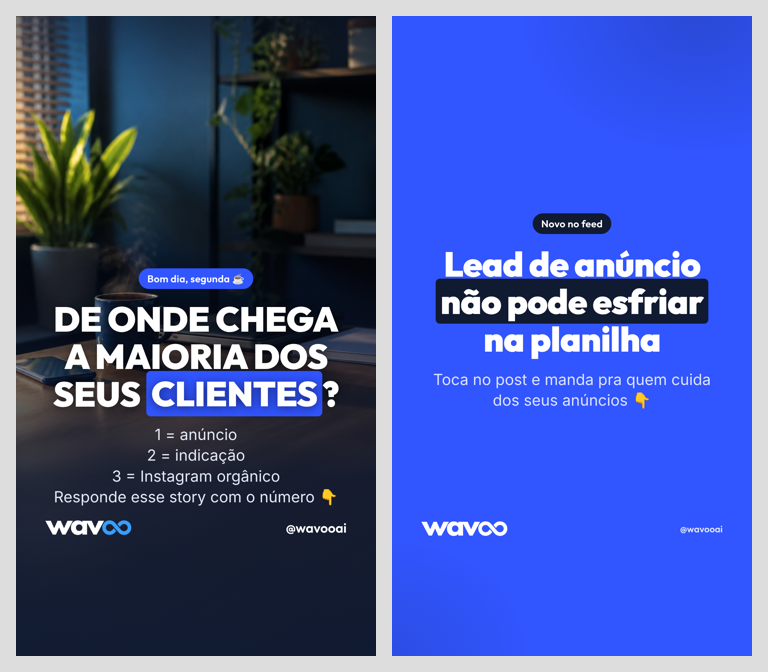 Bom dia, segunda ☕
DE ONDE CHEGA
A MAIORIA DOS
SEUS CLIENTES?
1 = anúncio
2 = indicação
3 = Instagram orgânico
Responde esse story com o número 👇
wavoo
@wavooai
Novo no feed
Lead de anúncio
não pode esfriar
na planilha
Toca no post e manda pra quem cuida
dos seus anúncios 👇
wavoo
@wavooai